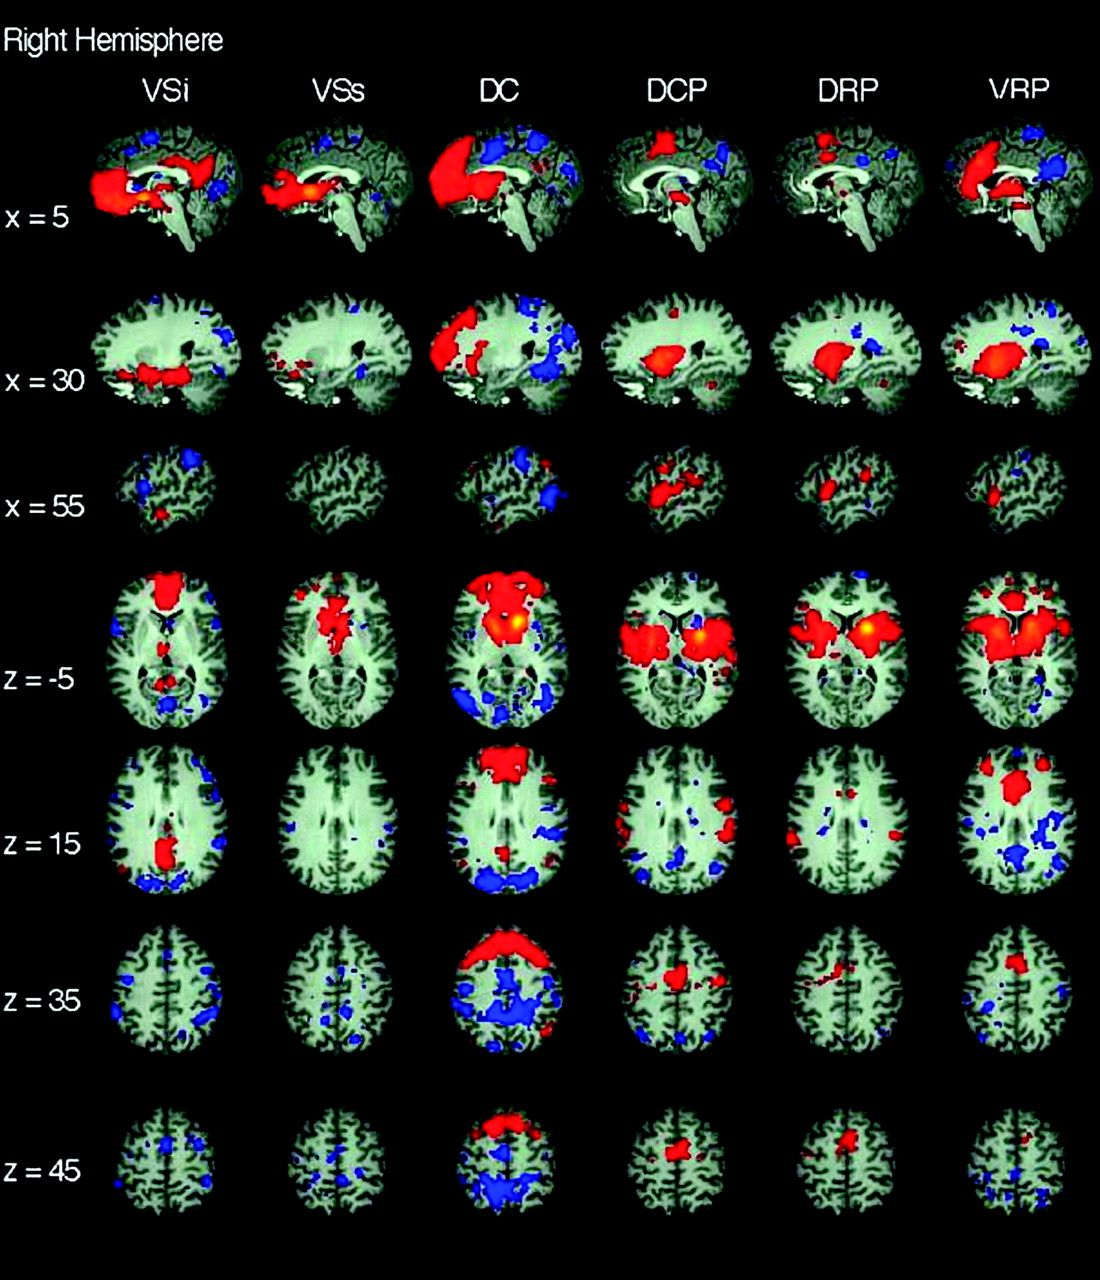 Right Hemisphere
VSi VSs DC DCP DRP VRP
x = 5
x = 30
x = 55
z = -5
z = 15
z = 35
z = 45